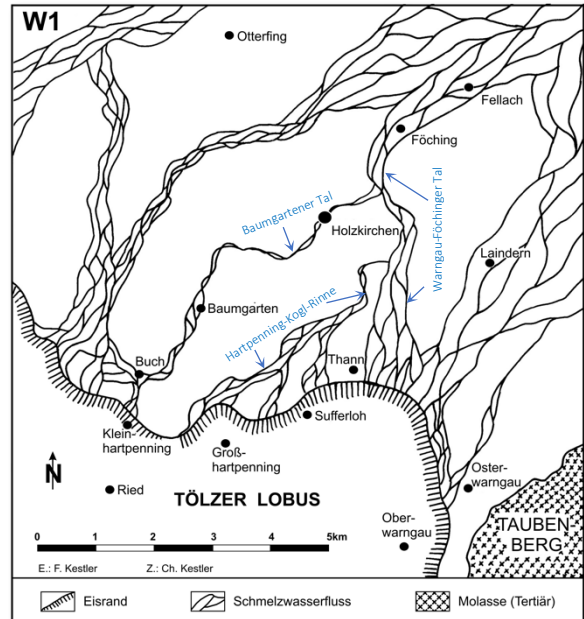 W1
Otterfing
Fellach
Föching
Baumgartener Tal
Holzkirchen
Warngau-Föchinger Tal
Laindern
Hartpenning-Kogl-Rinne
Baumgarten
Buch
Thann
Klein-
hartpenning
Sufferloh
Groß-
hartpenning
N
Ried
TÖLZER LOBUS
Oster-
warngau
Ober-
warngau
TAUBEN
BERG
0 1 2 3 4 5km
E.: F. Kestler Z.: Ch. Kestler
Eisrand Schmelzwasserfluss Molasse (Tertiär)